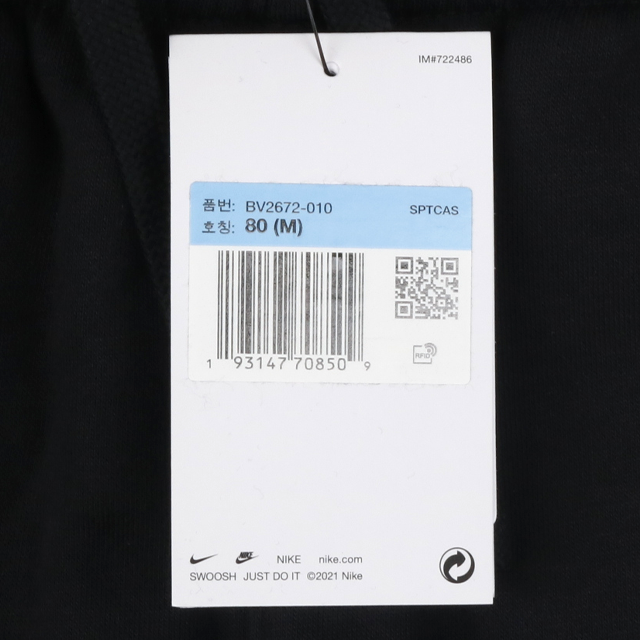 IM#722486
품번: BV2672-010 SPTCAS
호칭: 80 (M)
1 93147 70850 9
RFID
NIKE NIKE nike.com
SWOOSH JUST DO IT ©2021 Nike